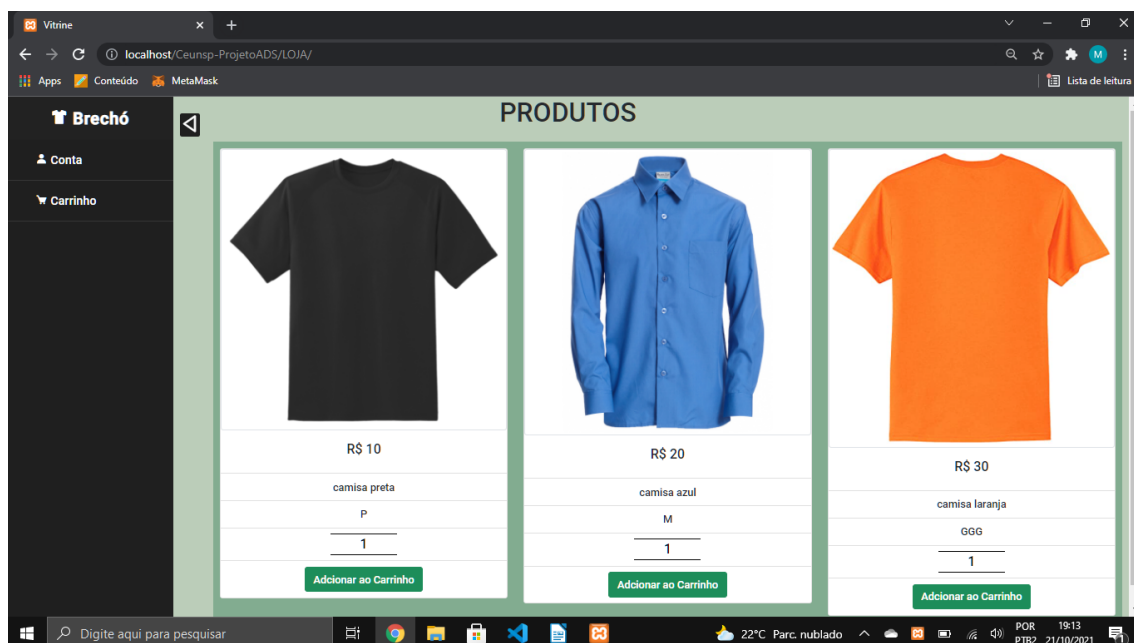 Vitrine
localhost/Ceunsp-ProjetoADS/LOJA/
M
Apps Conteúdo MetaMask Lista de leitura
Brechó
Conta
Carrinho
PRODUTOS
R$ 10
camisa preta
P
1
Adcionar ao Carrinho
R$ 20
camisa azul
M
1
Adcionar ao Carrinho
R$ 30
camisa laranja
GGG
1
Adcionar ao Carrinho
Digite aqui para pesquisar
22°C Parc. nublado
POR
PTB2
19:13
21/10/2021
1